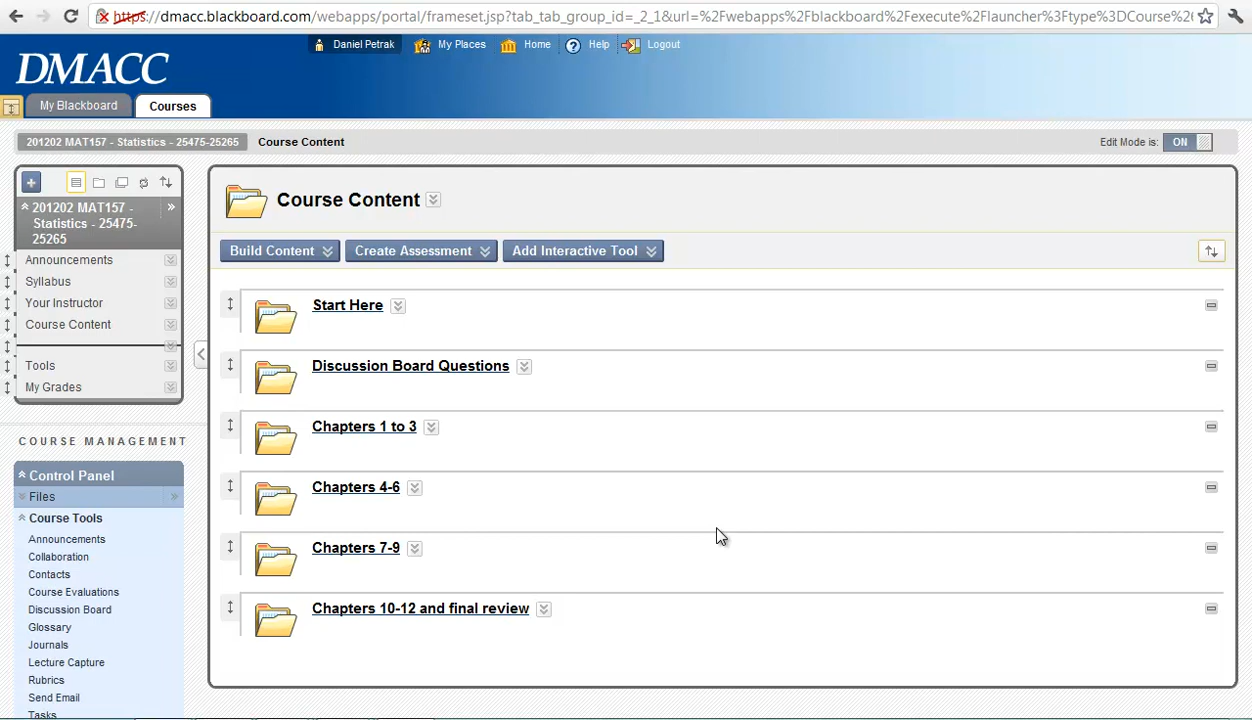 https://dmacc.blackboard.com/webapps/portal/frameset.jsp?tab_tab_group_id=_2_1&url=%2Fwebapps%2Fblackboard%2Fexecute%2Flauncher%3Ftype%3DCourse%26
Daniel Petrak My Places Home Help Logout
DMACC
My Blackboard Courses
201202 MAT157 - Statistics - 25475-25265 Course Content Edit Mode is: ON
201202 MAT157 -
Statistics - 25475-
25265
Announcements
Syllabus
Your Instructor
Course Content
Tools
My Grades
COURSE MANAGEMENT
Control Panel
Files
Course Tools
Announcements
Collaboration
Contacts
Course Evaluations
Discussion Board
Glossary
Journals
Lecture Capture
Rubrics
Send Email
Tasks
Course Content
Build Content Create Assessment Add Interactive Tool
Start Here
Discussion Board Questions
Chapters 1 to 3
Chapters 4-6
Chapters 7-9
Chapters 10-12 and final review